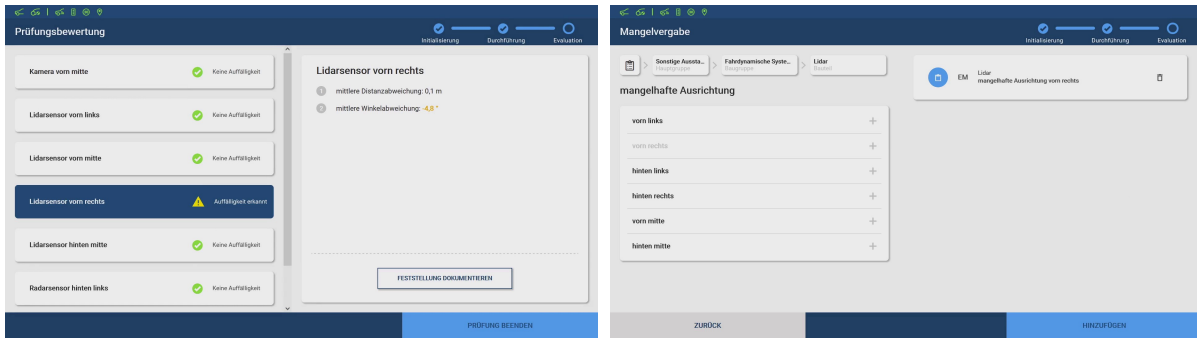 Prüfungsbewertung
Initialisierung
Durchführung
Evaluation
Kamera vorn mitte
Keine Auffälligkeit
Lidarsensor vorn links
Keine Auffälligkeit
Lidarsensor vorn mitte
Keine Auffälligkeit
Lidarsensor vorn rechts
Auffälligkeit erkannt
Lidarsensor hinten mitte
Keine Auffälligkeit
Radarsensor hinten links
Keine Auffälligkeit
Lidarsensor vorn rechts
1 mittlere Distanzabweichung: 0,1 m
2 mittlere Winkelabweichung: -4,8 °
FESTSTELLUNG DOKUMENTIEREN
PRÜFUNG BEENDEN
Mangelvergabe
Initialisierung
Durchführung
Evaluation
Sonstige Aussta...
Hauptgruppe
Fahrdynamische Syste...
Baugruppe
Lidar
Bauteil
mangelhafte Ausrichtung
vorn links
vorn rechts
hinten links
hinten rechts
vorn mitte
hinten mitte
EM
Lidar
mangelhafte Ausrichtung vorn rechts
ZURÜCK
HINZUFÜGEN